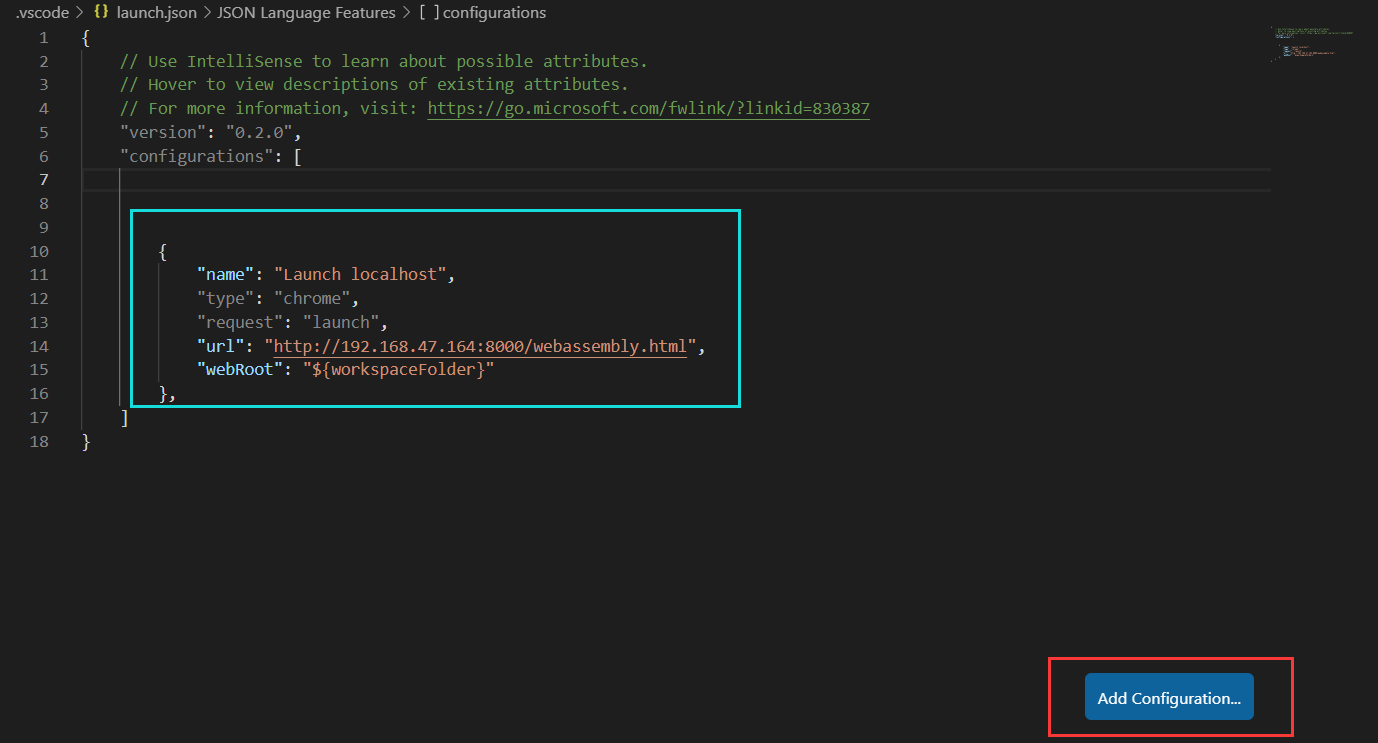 .vscode > {} launch.json > JSON Language Features > [ ] configurations
1 {
2 // Use IntelliSense to learn about possible attributes.
3 // Hover to view descriptions of existing attributes.
4 // For more information, visit: https://go.microsoft.com/fwlink/?linkid=830387
5 "version": "0.2.0",
6 "configurations": [
7
8
9
10 {
11 "name": "Launch localhost",
12 "type": "chrome",
13 "request": "launch",
14 "url": "http://192.168.47.164:8000/webassembly.html",
15 "webRoot": "${workspaceFolder}"
16 },
17 ]
18 }
Add Configuration...